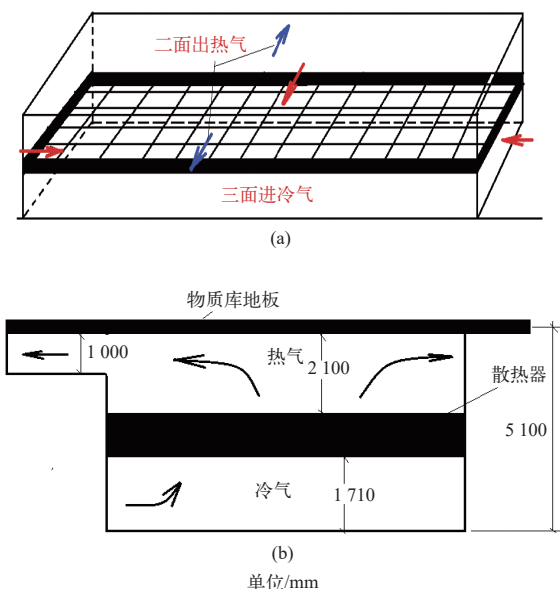 二面出热气
三面进冷气
(a)
物质库地板
1 000
热气
2 100
散热器
5 100
冷气
1 710
(b)
单位/mm